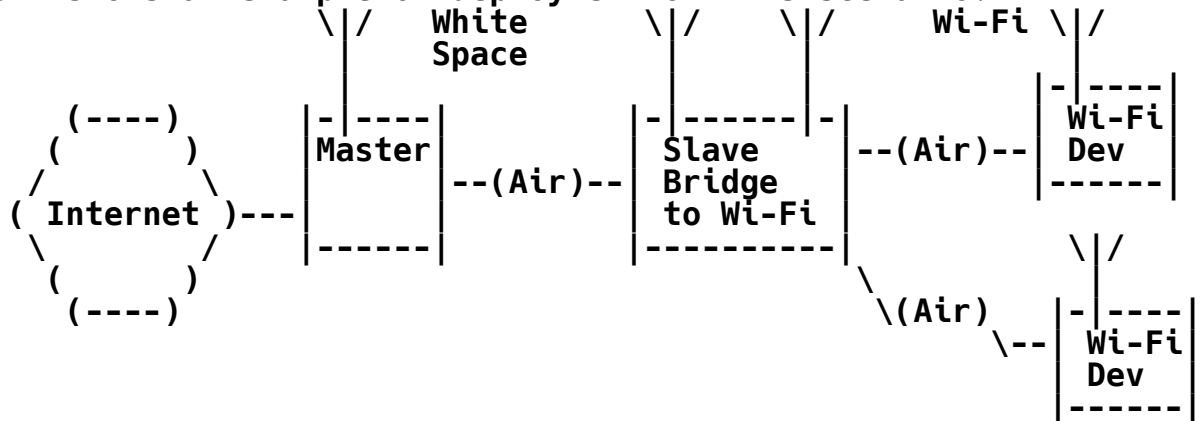 \|/   White      \|/   \|/     Wi-Fi \|/
                 |    Space       |     |             |
                 |                |     |           |-|----|
   (----)      |-|----|         |-|------|-|        | Wi-Fi|
  (      )     |Master|         | Slave    |--(Air)--| Dev  |
 /        \    |      |--(Air)--| Bridge   |        |------|
( Internet )---|      |         | to Wi-Fi |
 \        /    |------|         |----------|          \|/
  (      )                                  \          |
   (----)                                    \(Air)  |-|----|
                                                  \--| Wi-Fi|
                                                     | Dev  |
                                                     |------|